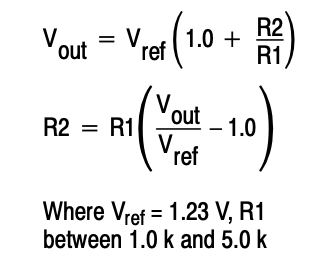 Vout = Vref (1.0 + R2/R1)
R2 = R1 (Vout/Vref − 1.0)
Where Vref = 1.23 V, R1
between 1.0 k and 5.0 k